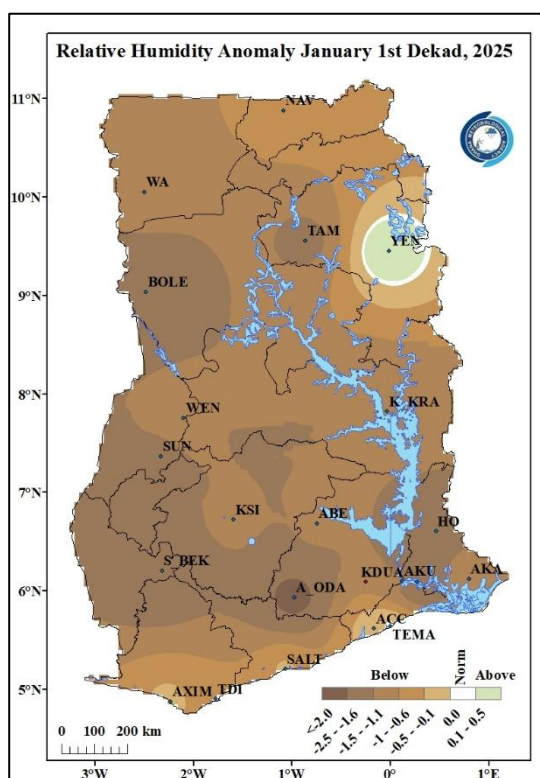 Relative Humidity Anomaly January 1st Dekad, 2025
11°N
NAV
WA
10°N
TAM
YEN
BOLE
9°N
8°N
WEN
K_KRA
SUN
7°N
KSI
ABE
HO
S_BEK
KDUA
AKU
AKA
6°N
A_ODA
ACC
TEMA
SALT
5°N
AXIM
TDI
Below
Norm
Above
<-2.0
-2.5 - -1.6
-1.5 - -1.1
-1 - -0.6
-0.5 - -0.1
0.0
0.1 - 0.5
0 50 100 200 km
3°W 2°W 1°W 0° 1°E